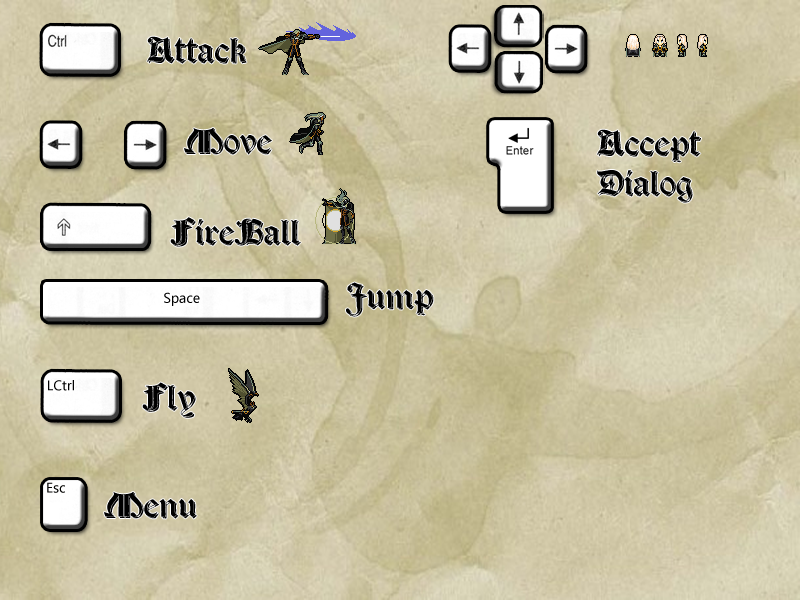 Ctrl Attack
← → Move
⇧ FireBall
Space Jump
LCtrl Fly
Esc Menu
↑
← →
↓
↵
Enter
Accept
Dialog